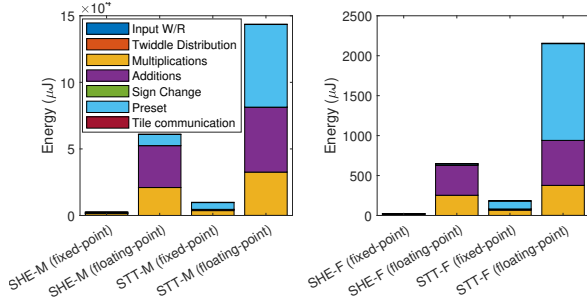 15 ×10⁻⁴
10
5
0
Energy (μJ)
Input W/R
Twiddle Distribution
Multiplications
Additions
Sign Change
Preset
Tile communication
SHE-M (fixed-point)
SHE-M (floating-point)
STT-M (fixed-point)
STT-M (floating-point)
2500
2000
1500
1000
500
0
Energy (μJ)
SHE-F (fixed-point)
SHE-F (floating-point)
STT-F (fixed-point)
STT-F (floating-point)